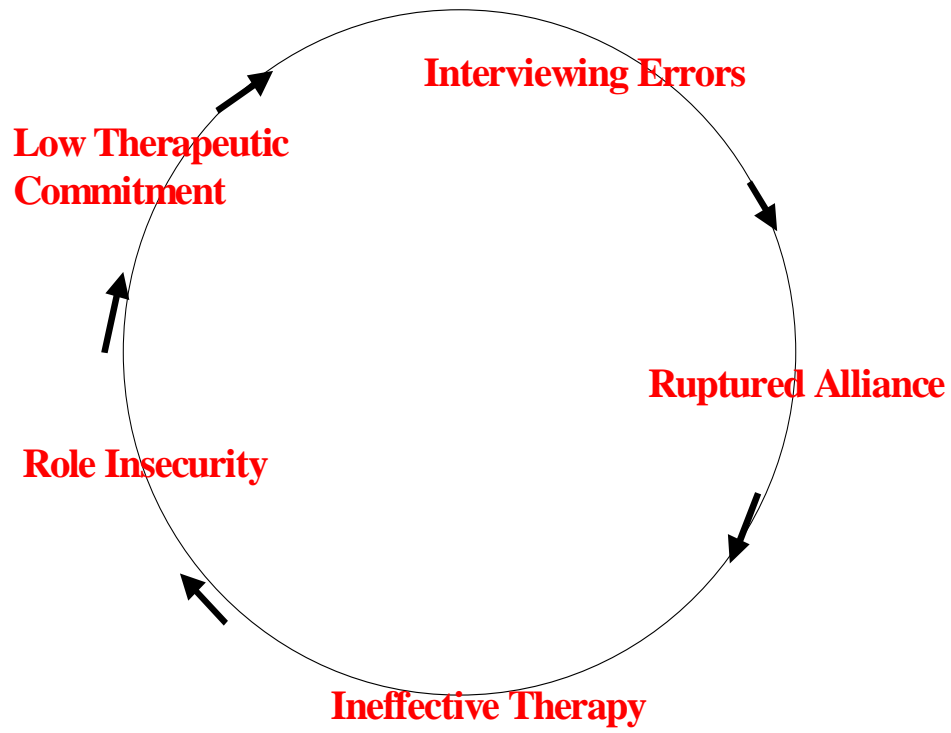 Interviewing Errors
Low Therapeutic
Commitment
Ruptured Alliance
Role Insecurity
Ineffective Therapy